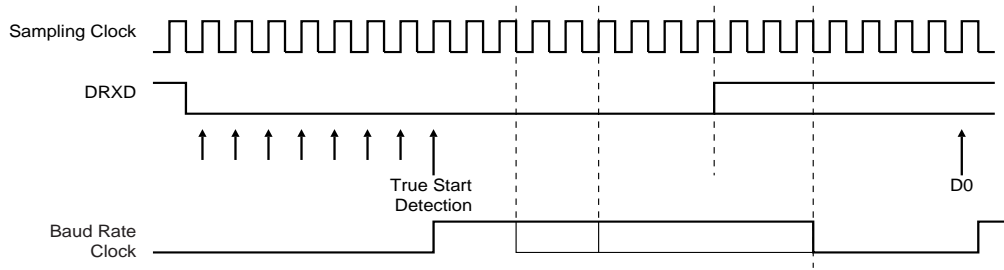 Sampling Clock
DRXD
True Start
Detection
D0
Baud Rate
Clock